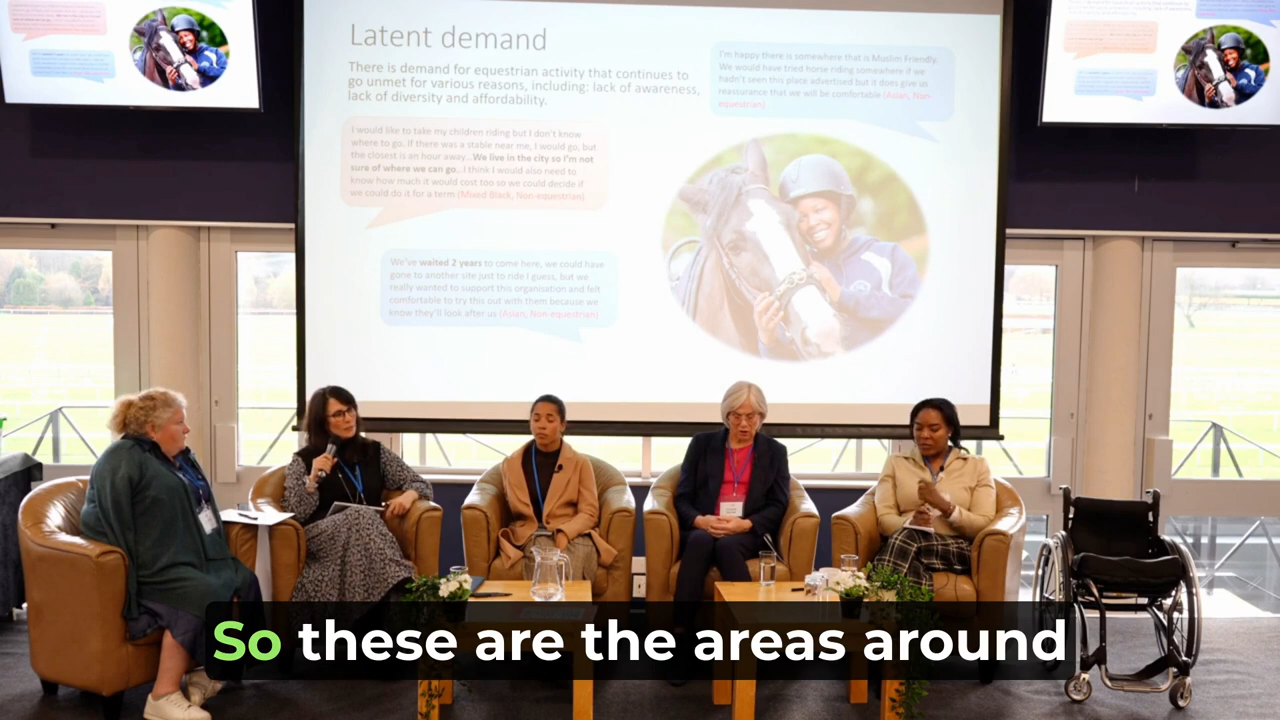 Latent demand
There is demand for equestrian activity that continues to
go unmet for various reasons, including: lack of awareness,
lack of diversity and affordability.
I'm happy there is somewhere that is Muslim Friendly.
We would have tried horse riding somewhere if we
hadn't seen this place advertised but it does give us
reassurance that we will be comfortable (Asian, Non-
equestrian)
I would like to take my children riding but I don't know
where to go. If there was a stable near me, I would go, but
the closest is an hour away...We live in the city so I'm not
sure of where we can go...I think I would also need to
know how much it would cost too so we could decide if
we could do it for a term (Mixed Black, Non-equestrian)
We've waited 2 years to come here, we could have
gone to another site just to ride I guess, but we
really wanted to support this organisation and felt
comfortable to try this out with them because we
know they'll look after us (Asian, Non-equestrian)
So these are the areas around